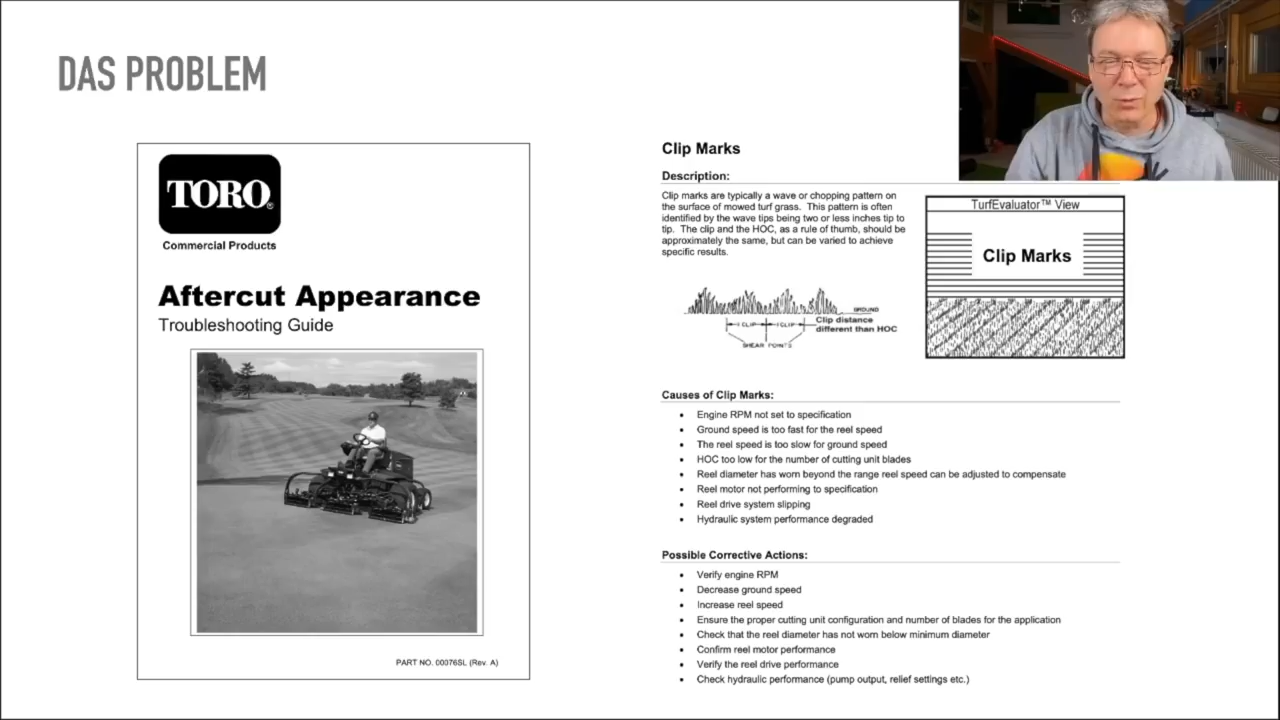 DAS PROBLEM
TORO®
Commercial Products
Aftercut Appearance
Troubleshooting Guide
PART NO. 00076SL (Rev. A)
Clip Marks
Description:
Clip marks are typically a wave or chopping pattern on
the surface of mowed turf grass. This pattern is often
identified by the wave tips being two or less inches tip to
tip. The clip and the HOC, as a rule of thumb, should be
approximately the same, but can be varied to achieve
specific results.
GROUND
CLIP CLIP
Clip distance
different than HOC
SHEAR POINTS
TurfEvaluator™ View
Clip Marks
Causes of Clip Marks:
• Engine RPM not set to specification
• Ground speed is too fast for the reel speed
• The reel speed is too slow for ground speed
• HOC too low for the number of cutting unit blades
• Reel diameter has worn beyond the range reel speed can be adjusted to compensate
• Reel motor not performing to specification
• Reel drive system slipping
• Hydraulic system performance degraded
Possible Corrective Actions:
• Verify engine RPM
• Decrease ground speed
• Increase reel speed
• Ensure the proper cutting unit configuration and number of blades for the application
• Check that the reel diameter has not worn below minimum diameter
• Confirm reel motor performance
• Verify the reel drive performance
• Check hydraulic performance (pump output, relief settings etc.)